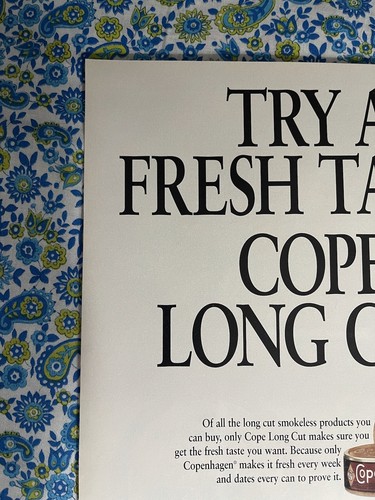 TRY A
FRESH TA
COPE
LONG C
Of all the long cut smokeless products you
can buy, only Cope Long Cut makes sure you
get the fresh taste you want. Because only
Copenhagen® makes it fresh every week
and dates every can to prove it.
Cop